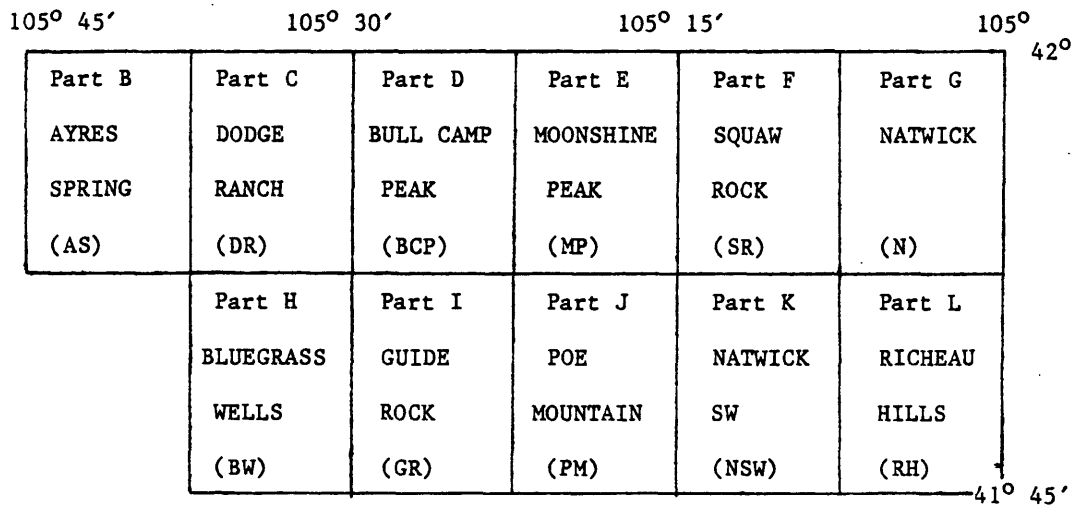 105° 45′ 105° 30′ 105° 15′ 105°
42°
Part B Part C Part D Part E Part F Part G
AYRES DODGE BULL CAMP MOONSHINE SQUAW NATWICK
SPRING RANCH PEAK PEAK ROCK
(AS) (DR) (BCP) (MP) (SR) (N)
Part H Part I Part J Part K Part L
BLUEGRASS GUIDE POE NATWICK RICHEAU
WELLS ROCK MOUNTAIN SW HILLS
(BW) (GR) (PM) (NSW) (RH)
41° 45′